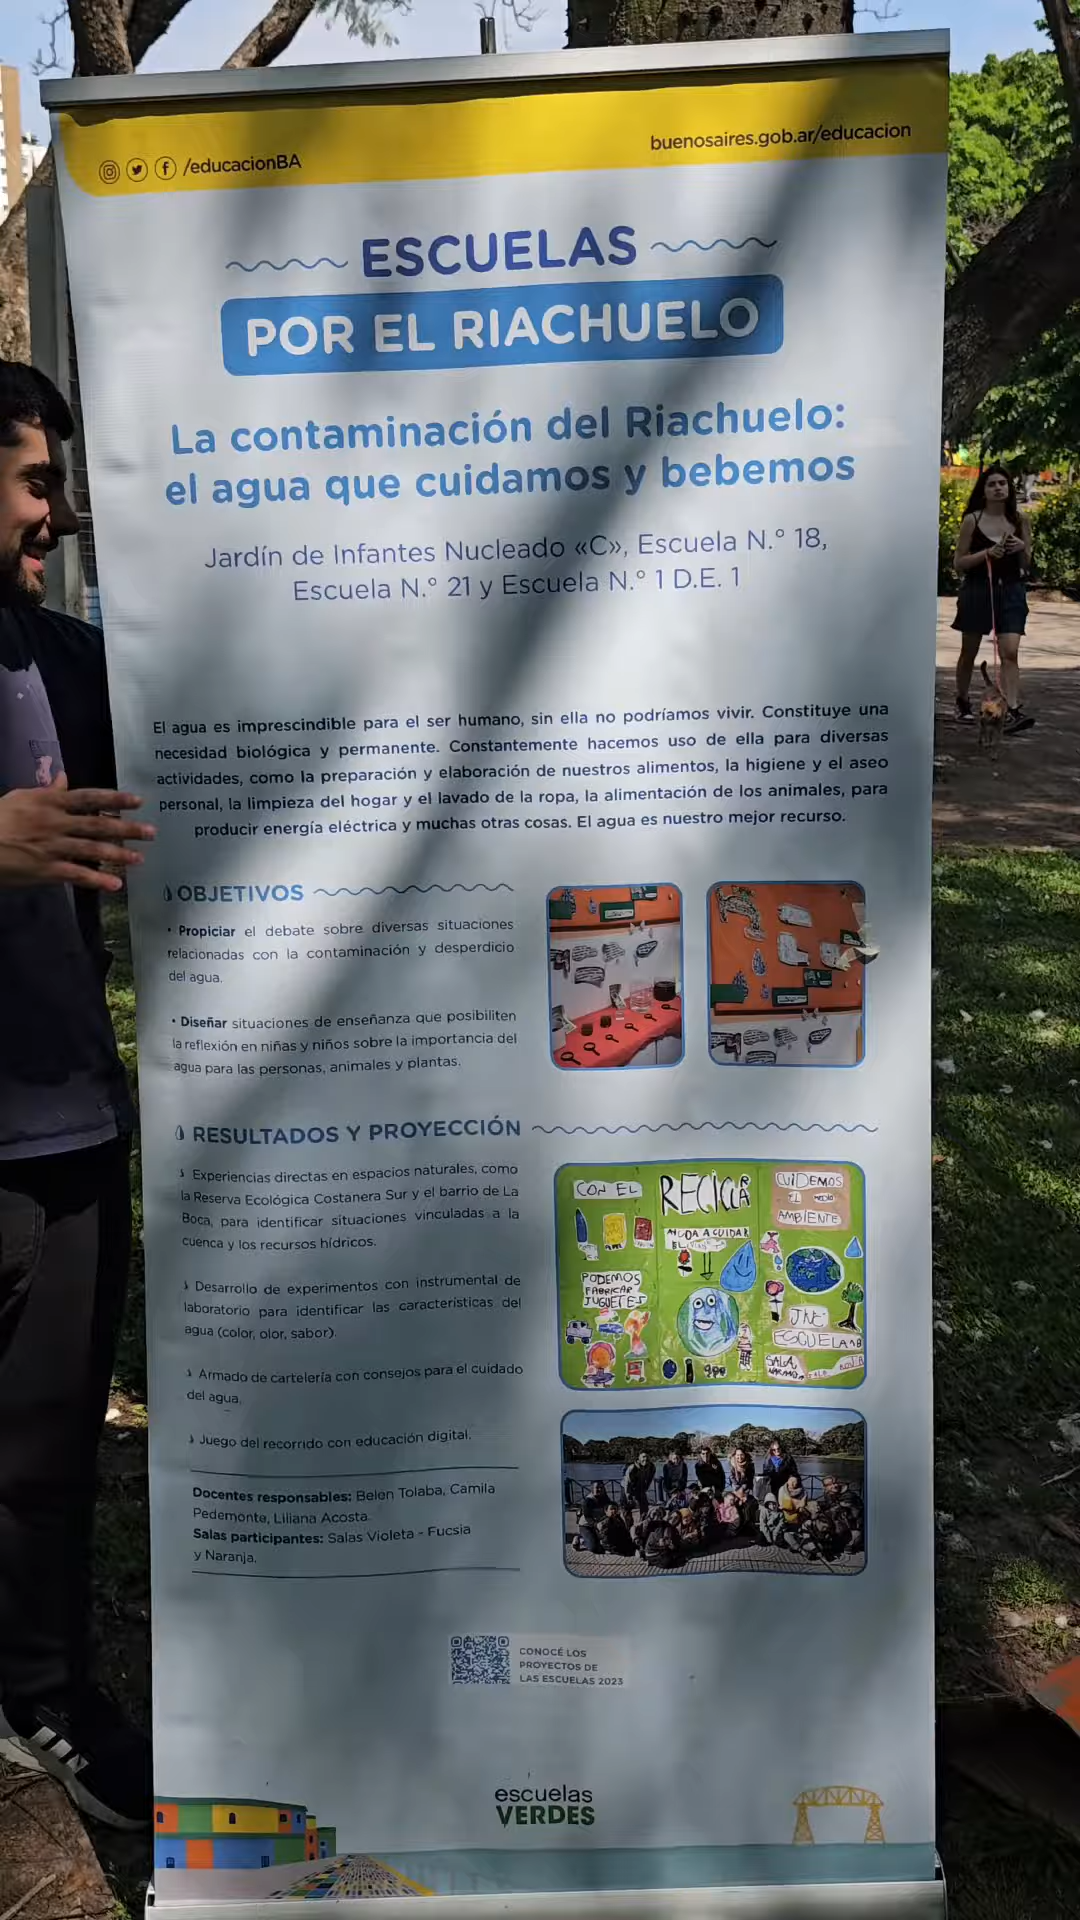 /educacionBA
buenosaires.gob.ar/educacion
ESCUELAS
POR EL RIACHUELO
La contaminación del Riachuelo:
el agua que cuidamos y bebemos
Jardín de Infantes Nucleado «C», Escuela N.º 18,
Escuela N.º 21 y Escuela N.º 1 D.E. 1
El agua es imprescindible para el ser humano, sin ella no podríamos vivir. Constituye una
necesidad biológica y permanente. Constantemente hacemos uso de ella para diversas
actividades, como la preparación y elaboración de nuestros alimentos, la higiene y el aseo
personal, la limpieza del hogar y el lavado de la ropa, la alimentación de los animales, para
producir energía eléctrica y muchas otras cosas. El agua es nuestro mejor recurso.
OBJETIVOS
• Propiciar el debate sobre diversas situaciones
relacionadas con la contaminación y desperdicio
del agua.
• Diseñar situaciones de enseñanza que posibiliten
la reflexión en niñas y niños sobre la importancia del
agua para las personas, animales y plantas.
RESULTADOS Y PROYECCIÓN
Experiencias directas en espacios naturales, como
la Reserva Ecológica Costanera Sur y el barrio de La
Boca, para identificar situaciones vinculadas a la
cuenca y los recursos hídricos.
Desarrollo de experimentos con instrumental de
laboratorio para identificar las características del
agua (color, olor, sabor).
Armado de cartelería con consejos para el cuidado
del agua.
Juego del recorrido con educación digital.
Docentes responsables: Belen Tolaba, Camila
Pedemonte, Liliana Acosta.
Salas participantes: Salas Violeta - Fucsia
y Naranja.
CON EL
RECICLA
CUIDEMOS
EL MEDIO
AMBIENTE
AYUDA A CUIDAR
EL
PODEMOS
FABRICAR
JUGUETES
ESCUELA
SALA
CONOCÉ LOS
PROYECTOS DE
LAS ESCUELAS 2023
escuelas
VERDES